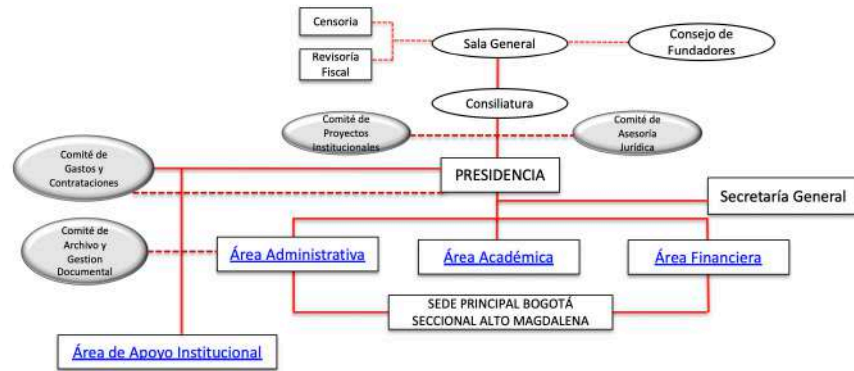 Censoria
Revisoría
Fiscal
Sala General
Consejo de
Fundadores
Consiliatura
Comité de
Proyectos
Institucionales
Comité de
Asesoría
Jurídica
Comité de
Gastos y
Contrataciones
PRESIDENCIA
Secretaría General
Comité de
Archivo y
Gestion
Documental
Área Administrativa
Área Académica
Área Financiera
SEDE PRINCIPAL BOGOTÁ
SECCIONAL ALTO MAGDALENA
Área de Apoyo Institucional